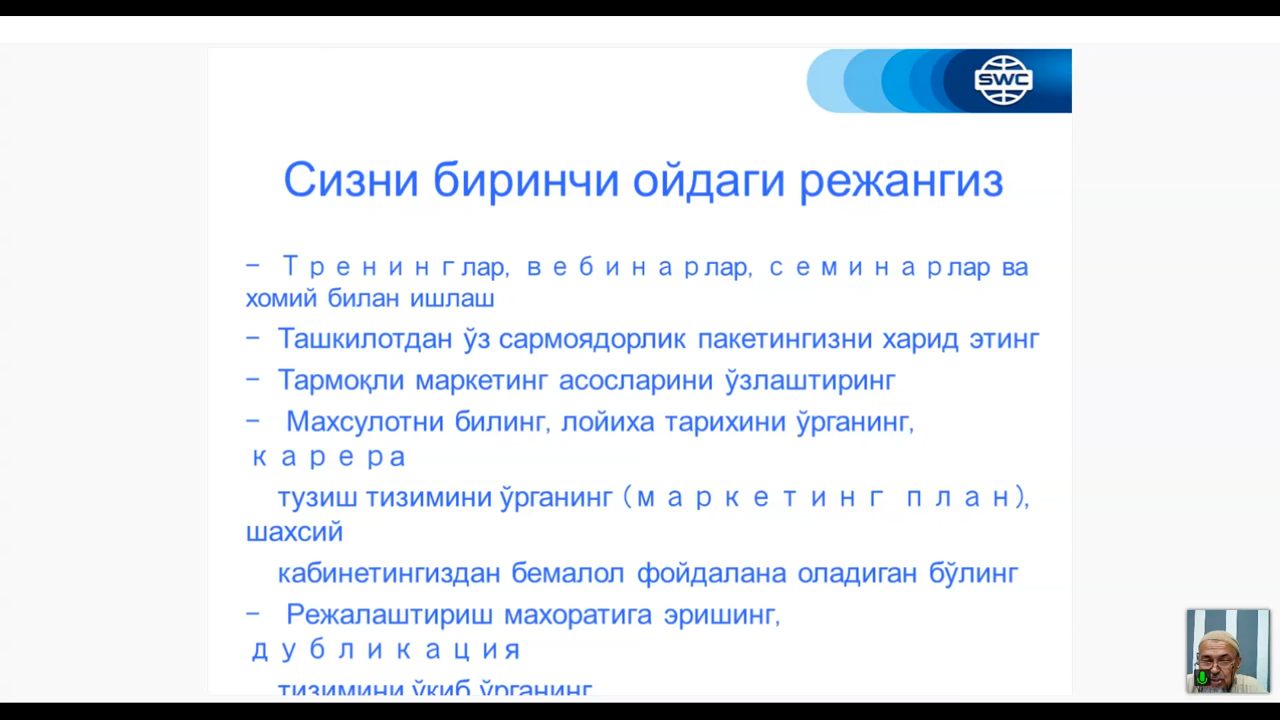 SWC
Сизни биринчи ойдаги режангиз
– Тренинглар, вебинарлар, семинарлар ва
хомий билан ишлаш
– Ташкилотдан ўз сармоядорлик пакетингизни харид этинг
– Тармоқли маркетинг асосларини ўзлаштиринг
– Махсулотни билинг, лойиха тарихини ўрганинг,
карера
тузиш тизимини ўрганинг (маркетинг план),
шахсий
кабинетингиздан бемалол фойдалана оладиган бўлинг
– Режалаштириш махоратига эришинг,
дубликация
тизимини ўқиб ўрганинг